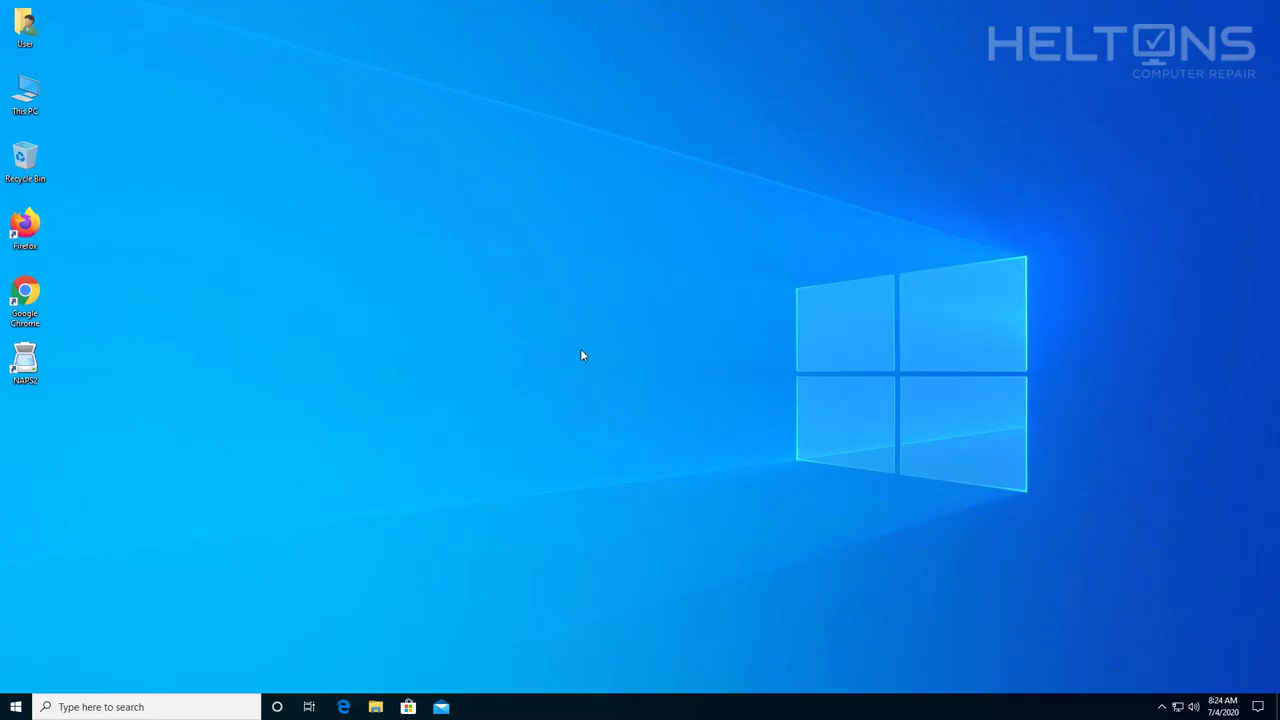 User
This PC
Recycle Bin
Firefox
Google
Chrome
NAPS2
HELTONS
COMPUTER REPAIR
Type here to search
8:24 AM
7/4/2020